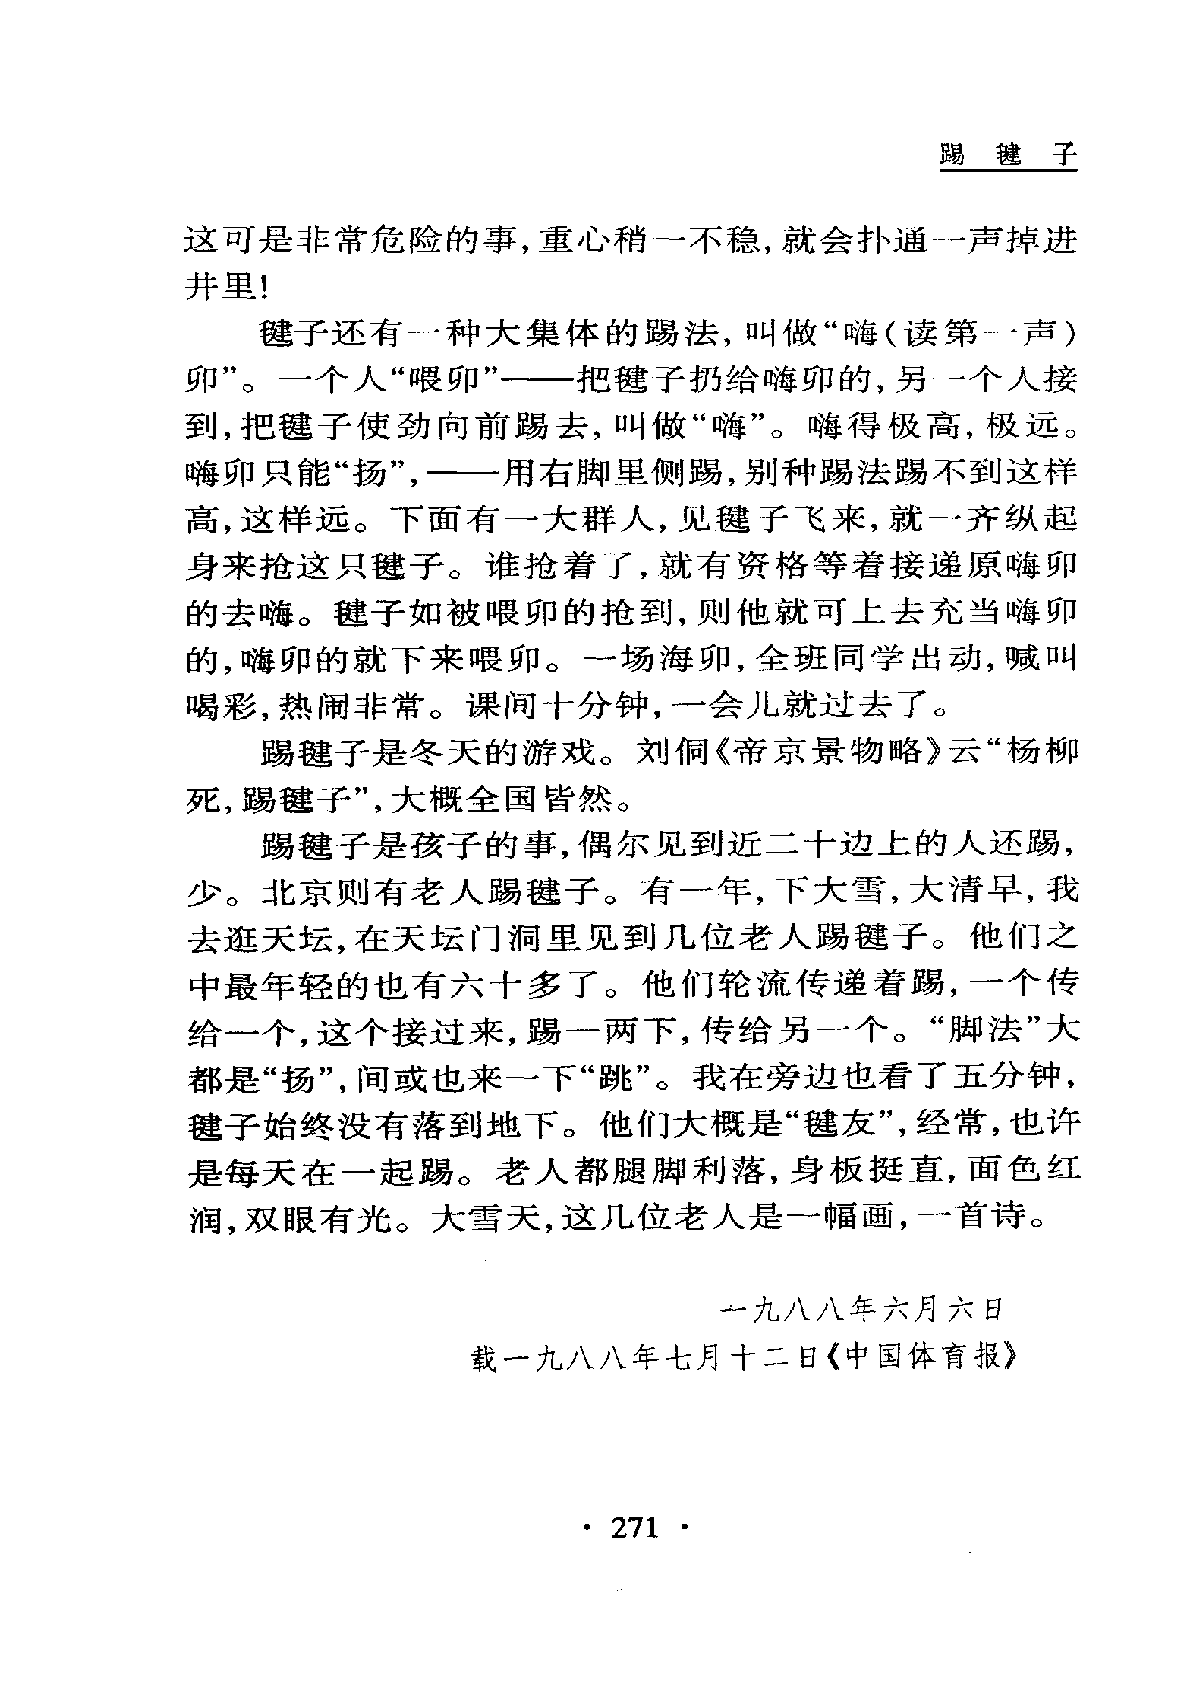 踢毽子
这可是非常危险的事,重心稍一不稳,就会扑通一声掉进
井里!
毽子还有一种大集体的踢法,叫做“嗨(读第一声)
卯”。一个人“喂卯”——把毽子扔给嗨卯的,另一个人接
到,把毽子使劲向前踢去,叫做“嗨”。嗨得极高,极远。
嗨卯只能“扬”,——用右脚里侧踢,别种踢法踢不到这样
高,这样远。下面有一大群人,见毽子飞来,就一齐纵起
身来抢这只毽子。谁抢着了,就有资格等着接递原嗨卯
的去嗨。毽子如被喂卯的抢到,则他就可上去充当嗨卯
的,嗨卯的就下来喂卯。一场海卯,全班同学出动,喊叫
喝彩,热闹非常。课间十分钟,一会儿就过去了。
踢毽子是冬天的游戏。刘侗《帝京景物略》云“杨柳
死,踢毽子”,大概全国皆然。
踢毽子是孩子的事,偶尔见到近二十边上的人还踢,
少。北京则有老人踢毽子。有一年,下大雪,大清早,我
去逛天坛,在天坛门洞里见到几位老人踢毽子。他们之
中最年轻的也有六十多了。他们轮流传递着踢,一个传
给一个,这个接过来,踢一两下,传给另一个。“脚法”大
都是“扬”,间或也来一下“跳”。我在旁边也看了五分钟,
毽子始终没有落到地下。他们大概是“毽友”,经常,也许
是每天在一起踢。老人都腿脚利落,身板挺直,面色红
润,双眼有光。大雪天,这几位老人是一幅画,一首诗。
一九八八年六月六日
载一九八八年七月十二日《中国体育报》
· 271 ·